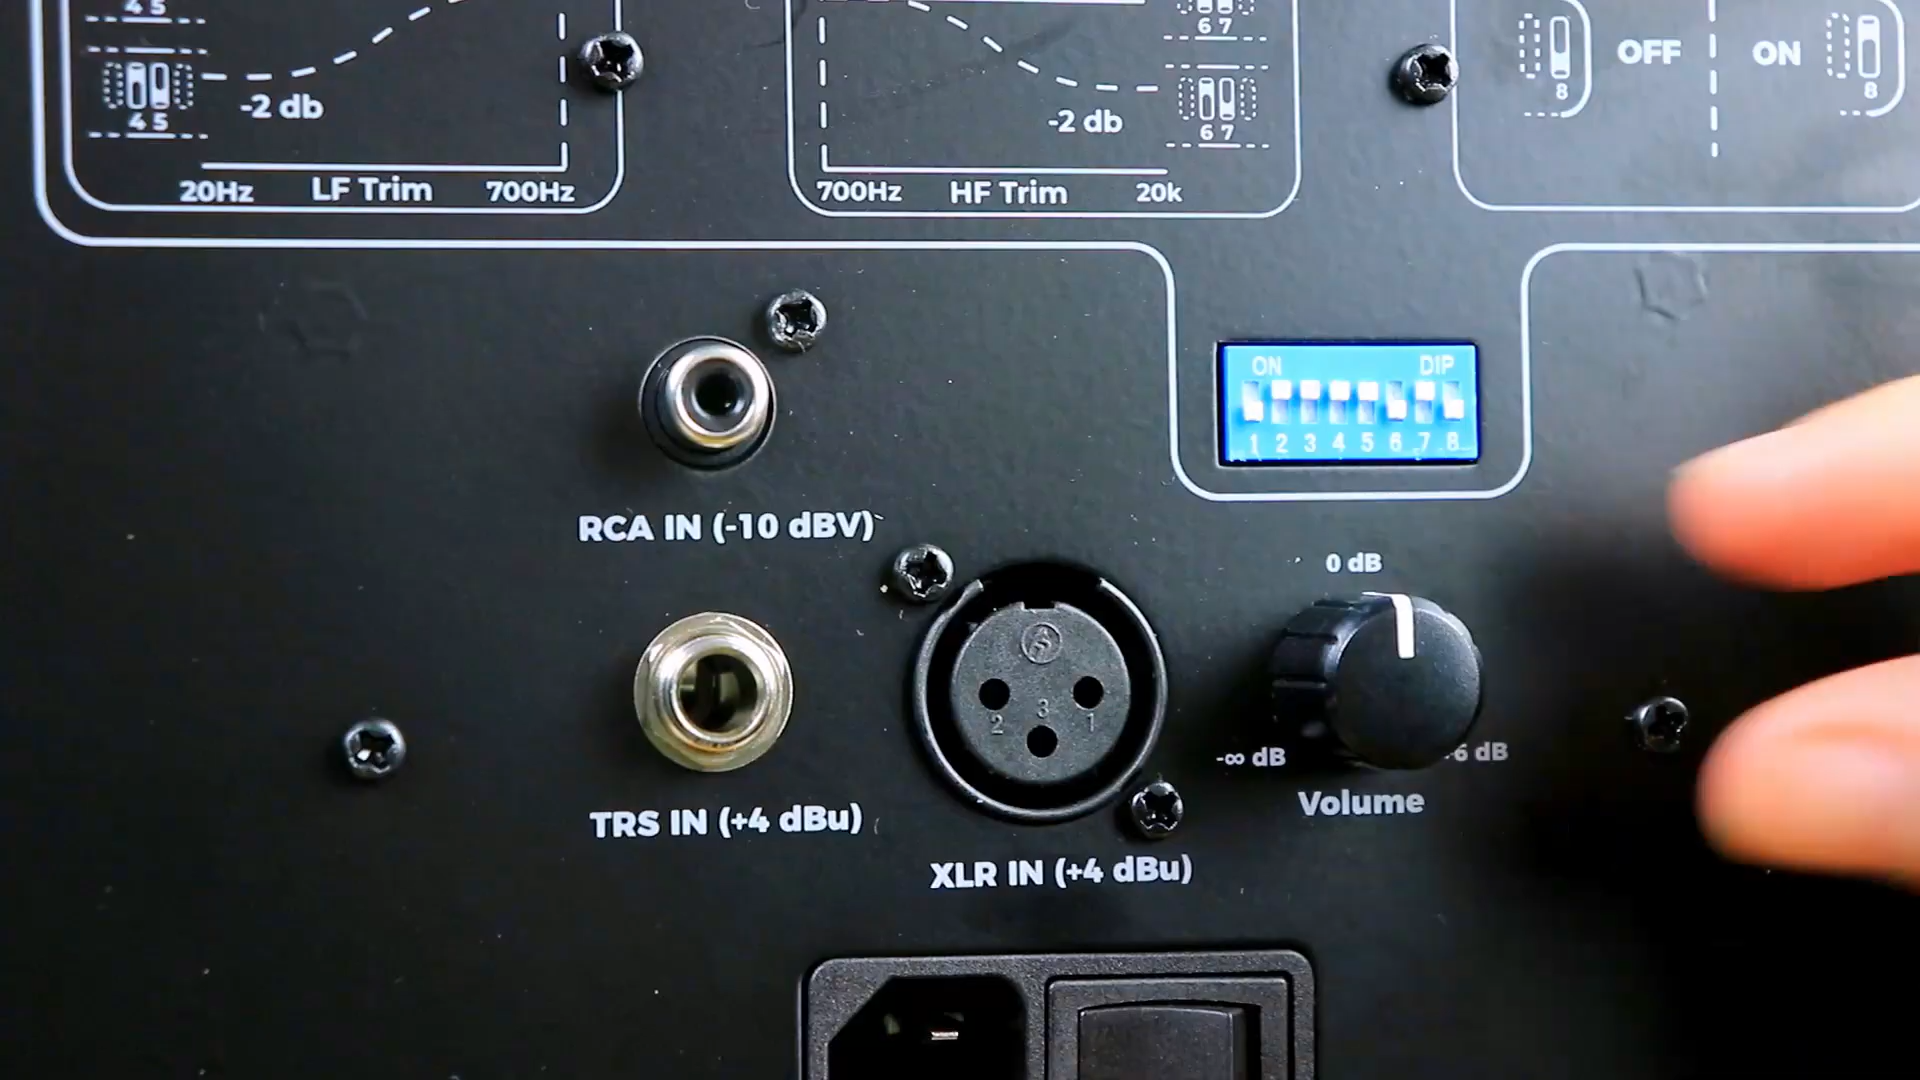 4 5
6 7
-2 db
4 5
-2 db
6 7
8
OFF
ON
8
20Hz LF Trim 700Hz
700Hz HF Trim 20k
ON DIP
1 2 3 4 5 6 7 8
RCA IN (-10 dBV)
0 dB
2 3 1
-∞ dB
6 dB
Volume
TRS IN (+4 dBu)
XLR IN (+4 dBu)